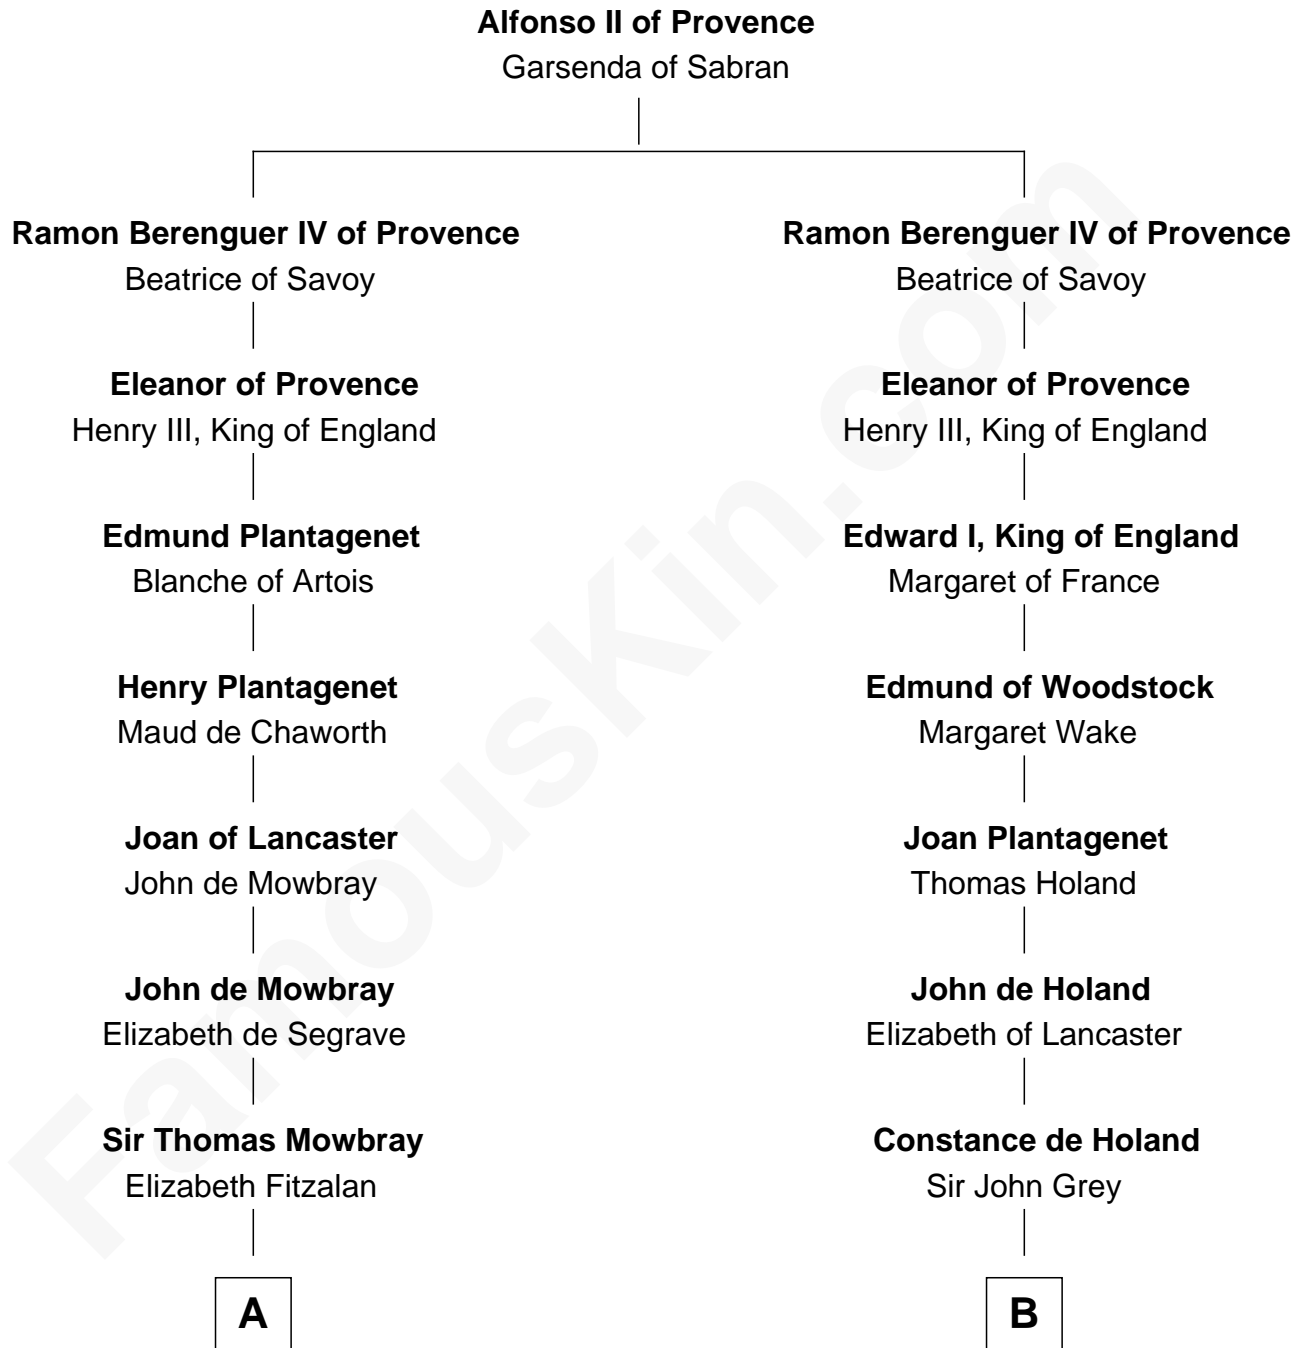 Alfonso II of Provence
Garsenda of Sabran
Ramon Berenguer IV of Provence
Beatrice of Savoy
Eleanor of Provence
Henry III, King of England
Edmund Plantagenet
Blanche of Artois
Henry Plantagenet
Maud de Chaworth
Joan of Lancaster
John de Mowbray
John de Mowbray
Elizabeth de Segrave
Sir Thomas Mowbray
Elizabeth Fitzalan
A
Ramon Berenguer IV of Provence
Beatrice of Savoy
Eleanor of Provence
Henry III, King of England
Edward I, King of England
Margaret of France
Edmund of Woodstock
Margaret Wake
Joan Plantagenet
Thomas Holand
John de Holand
Elizabeth of Lancaster
Constance de Holand
Sir John Grey
B
FamousKin.com